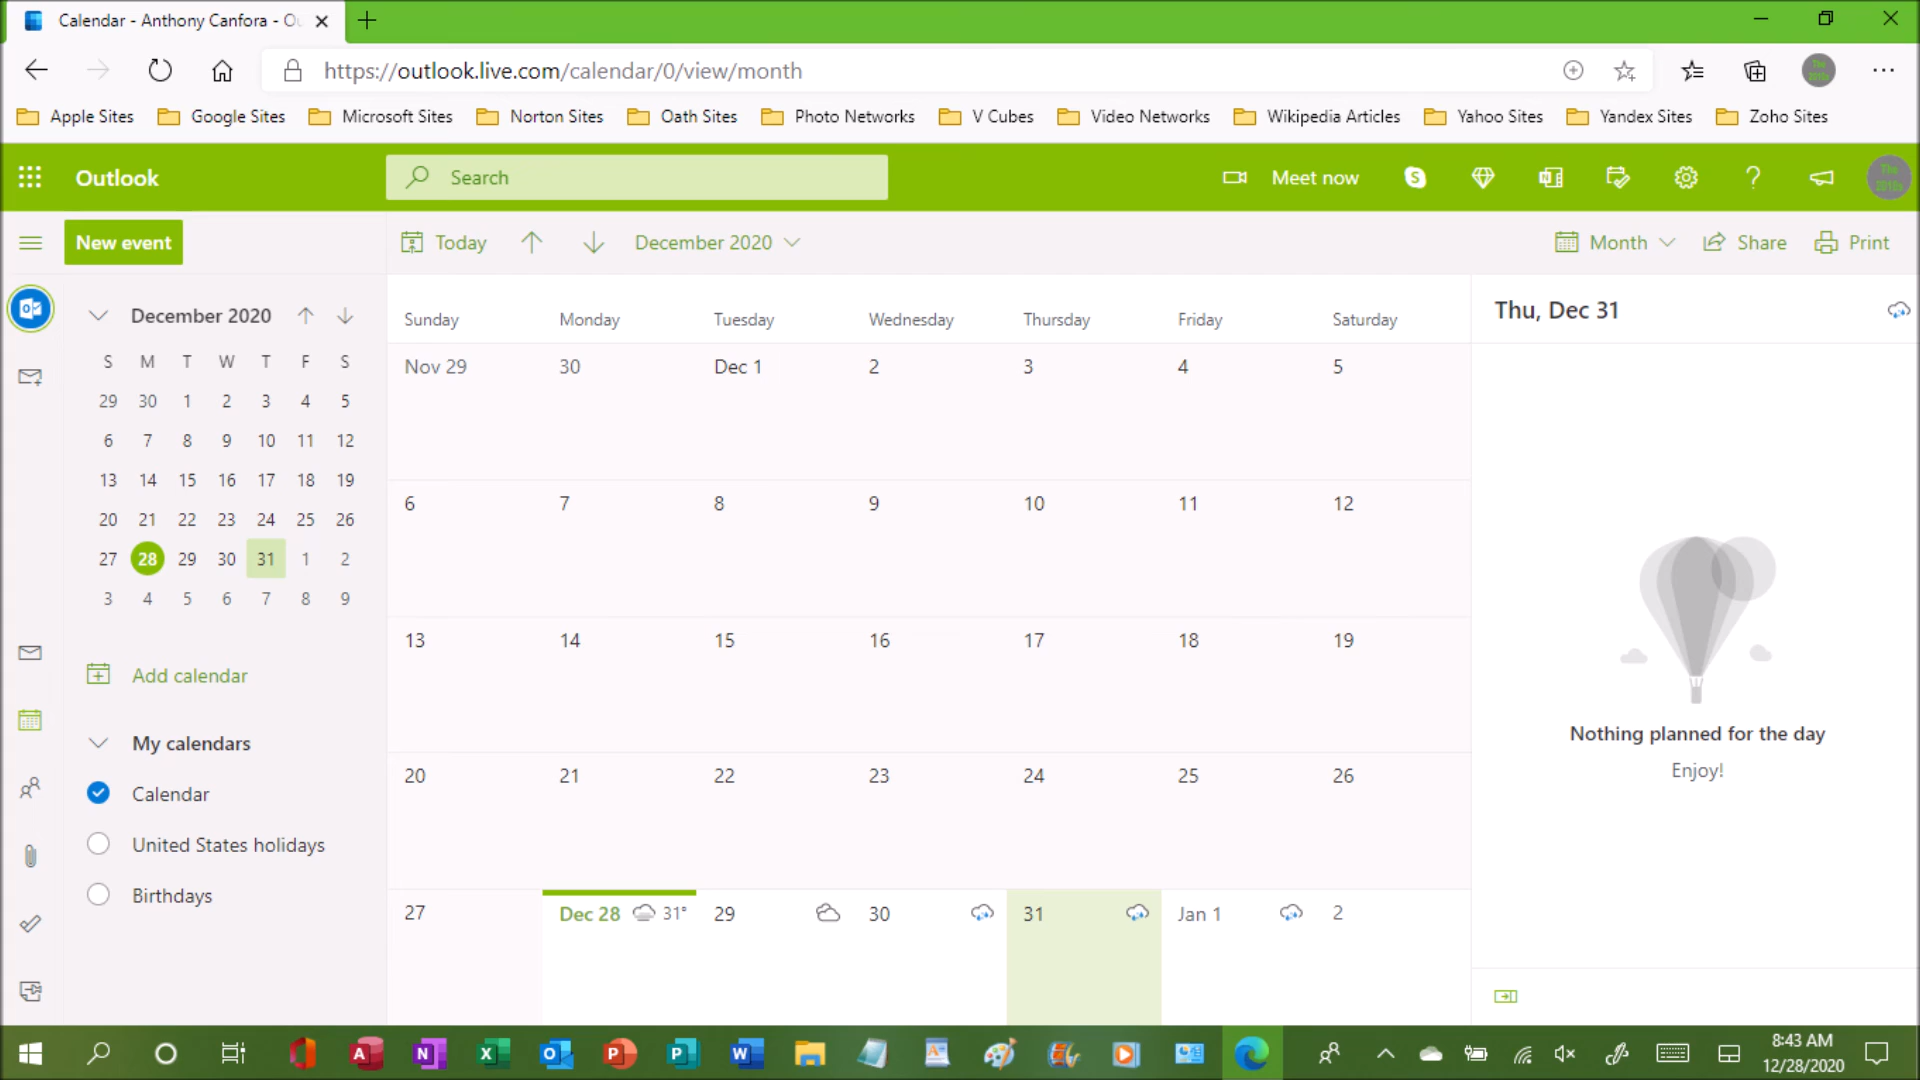 Calendar - Anthony Canfora - Ou
https://outlook.live.com/calendar/0/view/month
Apple Sites Google Sites Microsoft Sites Norton Sites Oath Sites Photo Networks V Cubes Video Networks Wikipedia Articles Yahoo Sites Yandex Sites Zoho Sites
Outlook Search Meet now
New event Today December 2020 Month Share Print
December 2020
S M T W T F S
29 30 1 2 3 4 5
6 7 8 9 10 11 12
13 14 15 16 17 18 19
20 21 22 23 24 25 26
27 28 29 30 31 1 2
3 4 5 6 7 8 9
Add calendar
My calendars
Calendar
United States holidays
Birthdays
Sunday Monday Tuesday Wednesday Thursday Friday Saturday
Nov 29 30 Dec 1 2 3 4 5
6 7 8 9 10 11 12
13 14 15 16 17 18 19
20 21 22 23 24 25 26
27 Dec 28 31° 29 30 31 Jan 1 2
Thu, Dec 31
Nothing planned for the day
Enjoy!
8:43 AM
12/28/2020